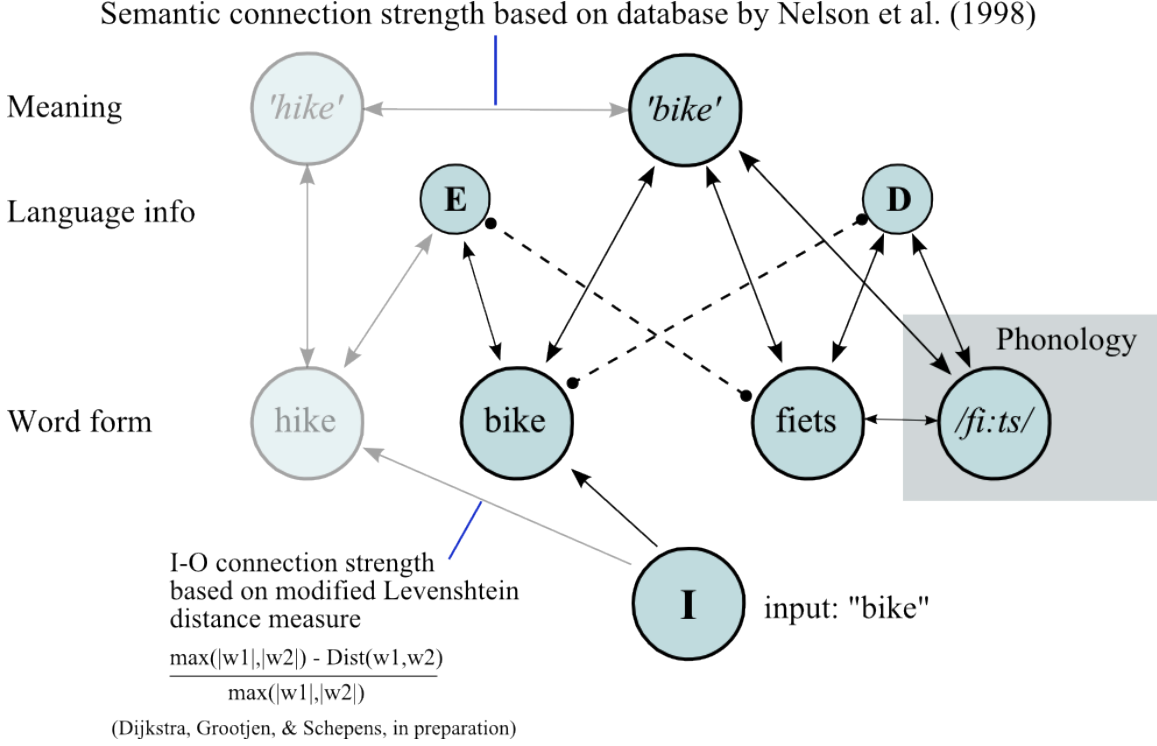 Semantic connection strength based on database by Nelson et al. (1998)
Meaning
'hike'
'bike'
Language info
E
D
Phonology
Word form
hike
bike
fiets
/fi:ts/
I-O connection strength
based on modified Levenshtein
distance measure
I
input: "bike"
max(|w1|,|w2|) - Dist(w1,w2)
max(|w1|,|w2|)
(Dijkstra, Grootjen, & Schepens, in preparation)